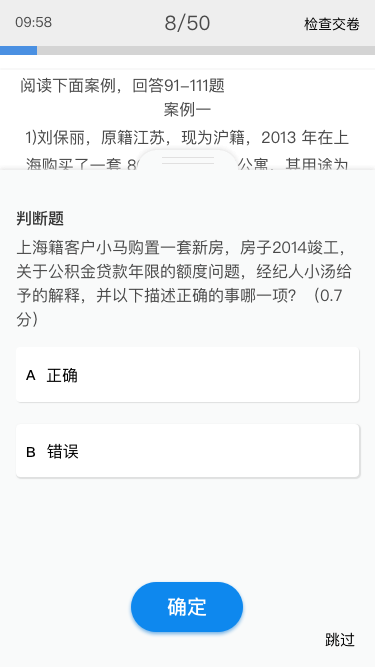 09:58
8/50
检查交卷
阅读下面案例，回答91-111题
案例一
1)刘保丽，原籍江苏，现为沪籍，2013 年在上
海购买了一套 8 公寓，其用途为
判断题
上海籍客户小马购置一套新房，房子2014竣工，
关于公积金贷款年限的额度问题，经纪人小汤给
予的解释，并以下描述正确的事哪一项？（0.7
分）
A 正确
B 错误
确定
跳过